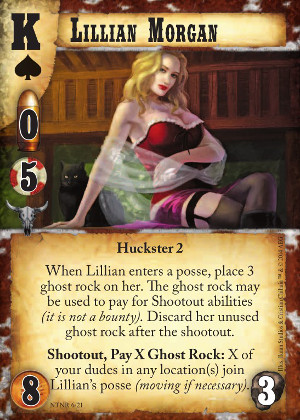 K
LILLIAN MORGAN
0
5
Huckster 2
When Lillian enters a posse, place 3
ghost rock on her. The ghost rock may
be used to pay for Shootout abilities
(it is not a bounty). Discard her unused
ghost rock after the shootout.
Shootout, Pay X Ghost Rock: X of
your dudes in any location(s) join
Lillian's posse (moving if necessary).
8
NTNR 6/21
3